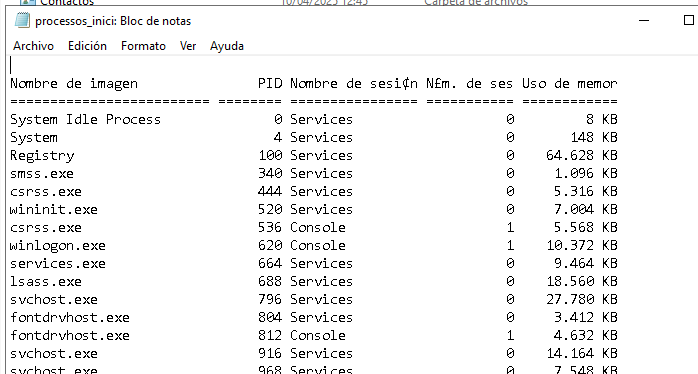 Contactos 10/04/2025 12:45 Carpeta de archivos
processos_inici: Bloc de notas
Archivo Edición Formato Ver Ayuda
Nombre de imagen PID Nombre de sesi¢n N£m. de ses Uso de memor
========================= ======== ================ =========== ============
System Idle Process 0 Services 0 8 KB
System 4 Services 0 148 KB
Registry 100 Services 0 64.628 KB
smss.exe 340 Services 0 1.096 KB
csrss.exe 444 Services 0 5.316 KB
wininit.exe 520 Services 0 7.004 KB
csrss.exe 536 Console 1 5.568 KB
winlogon.exe 620 Console 1 10.372 KB
services.exe 664 Services 0 9.464 KB
lsass.exe 688 Services 0 18.560 KB
svchost.exe 796 Services 0 27.780 KB
fontdrvhost.exe 804 Services 0 3.412 KB
fontdrvhost.exe 812 Console 1 4.632 KB
svchost.exe 916 Services 0 14.164 KB
svchost.exe 968 Services 0 7.548 KB